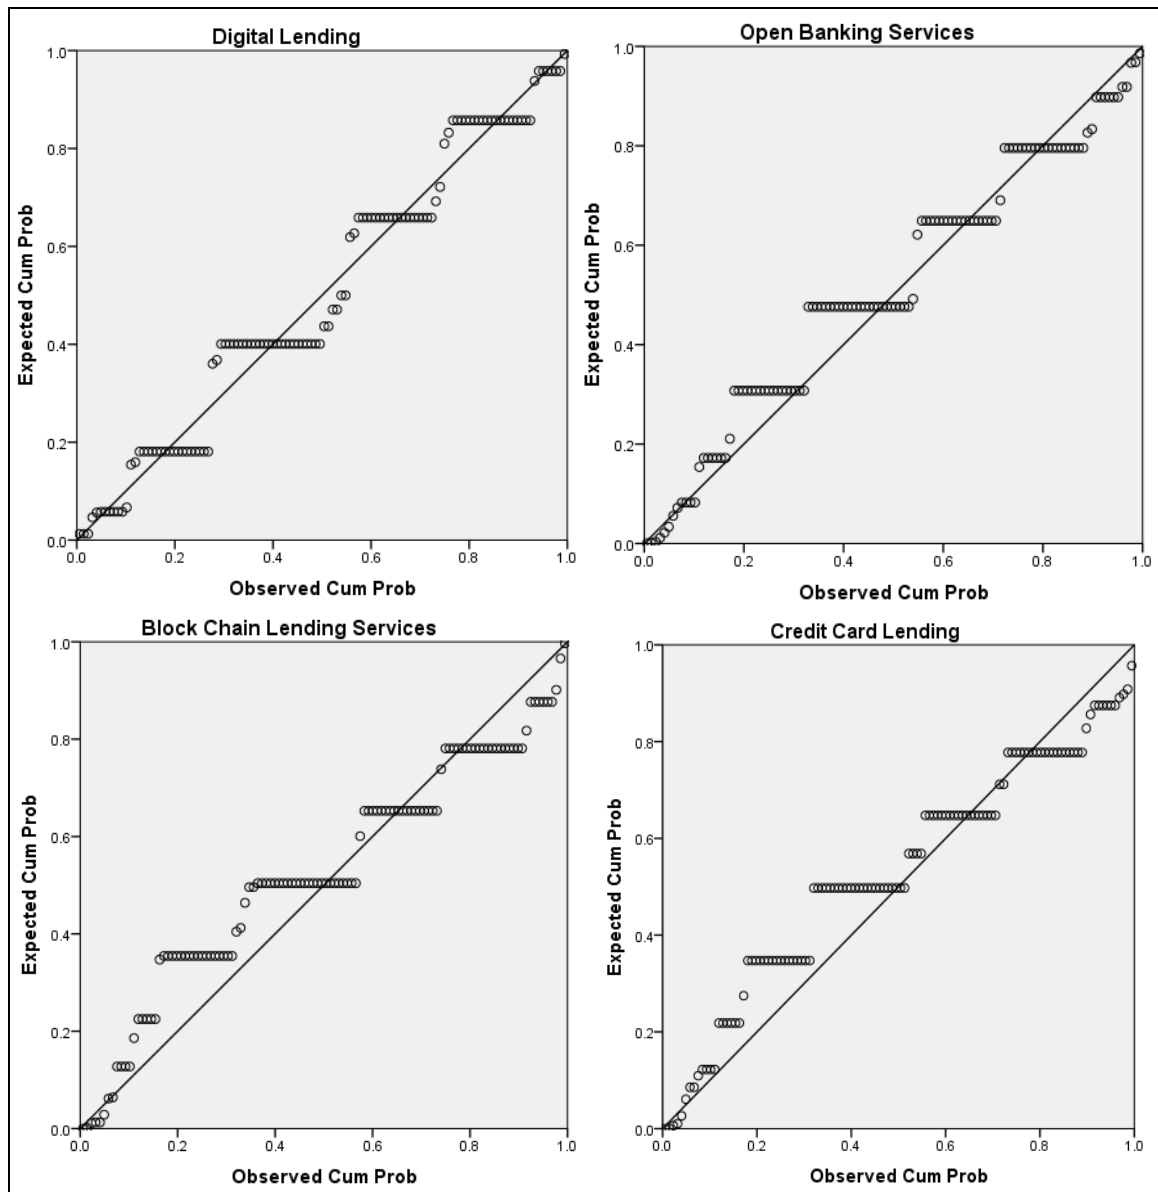 Digital Lending
1.0
0.8
0.6
0.4
0.2
0.0
0.0 0.2 0.4 0.6 0.8 1.0
Expected Cum Prob
Observed Cum Prob
Open Banking Services
1.0
0.8
0.6
0.4
0.2
0.0
0.0 0.2 0.4 0.6 0.8 1.0
Expected Cum Prob
Observed Cum Prob
Block Chain Lending Services
1.0
0.8
0.6
0.4
0.2
0.0
0.0 0.2 0.4 0.6 0.8 1.0
Expected Cum Prob
Observed Cum Prob
Credit Card Lending
1.0
0.8
0.6
0.4
0.2
0.0
0.0 0.2 0.4 0.6 0.8 1.0
Expected Cum Prob
Observed Cum Prob